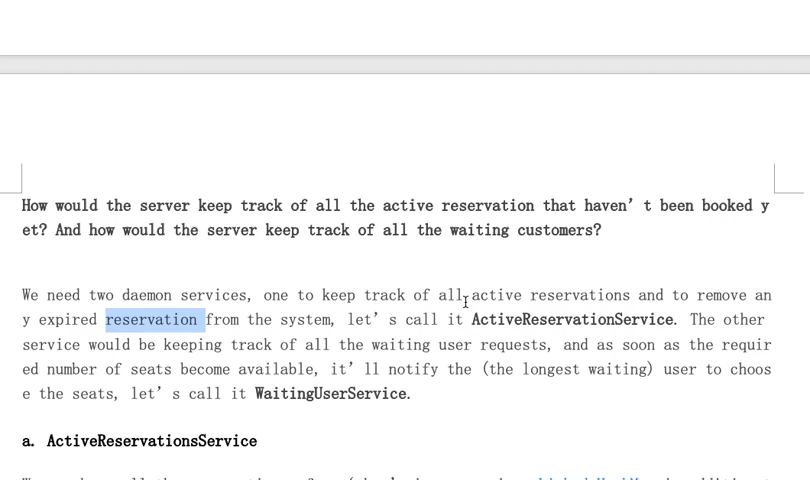 How would the server keep track of all the active reservation that haven’t been booked y
et? And how would the server keep track of all the waiting customers?
We need two daemon services, one to keep track of all active reservations and to remove an
y expired reservation from the system, let’s call it ActiveReservationService. The other
service would be keeping track of all the waiting user requests, and as soon as the requir
ed number of seats become available, it’ll notify the (the longest waiting) user to choos
e the seats, let’s call it WaitingUserService.
a. ActiveReservationsService